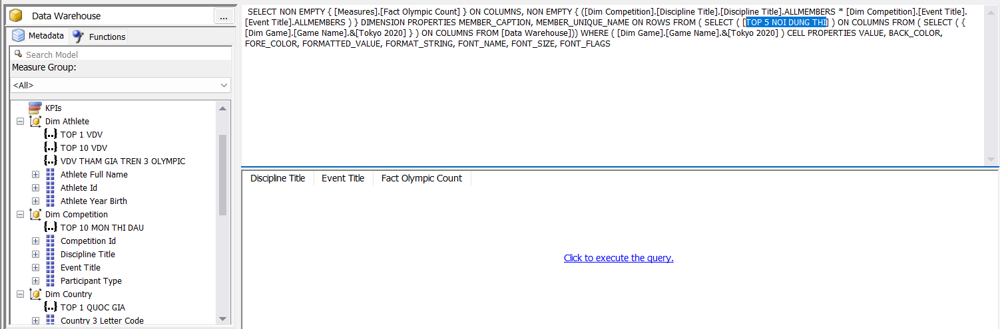 Data Warehouse
...
Metadata
Functions
Search Model
Measure Group:
<All>
KPIs
Dim Athlete
TOP 1 VDV
TOP 10 VDV
VDV THAM GIA TREN 3 OLYMPIC
Athlete Full Name
Athlete Id
Athlete Year Birth
Dim Competition
TOP 10 MON THI DAU
Competition Id
Discipline Title
Event Title
Participant Type
Dim Country
TOP 1 QUOC GIA
Country 3 Letter Code
SELECT NON EMPTY { [Measures].[Fact Olympic Count] } ON COLUMNS, NON EMPTY { ([Dim Competition].[Discipline Title].[Discipline Title].ALLMEMBERS * [Dim Competition].[Event Title].
[Event Title].ALLMEMBERS ) } DIMENSION PROPERTIES MEMBER_CAPTION, MEMBER_UNIQUE_NAME ON ROWS FROM ( SELECT ( [TOP 5 NOI DUNG THI] ) ON COLUMNS FROM ( SELECT ( {
[Dim Game].[Game Name].&[Tokyo 2020] } ) ON COLUMNS FROM [Data Warehouse])) WHERE ( [Dim Game].[Game Name].&[Tokyo 2020] ) CELL PROPERTIES VALUE, BACK_COLOR,
FORE_COLOR, FORMATTED_VALUE, FORMAT_STRING, FONT_NAME, FONT_SIZE, FONT_FLAGS
Discipline Title Event Title Fact Olympic Count
Click to execute the query.